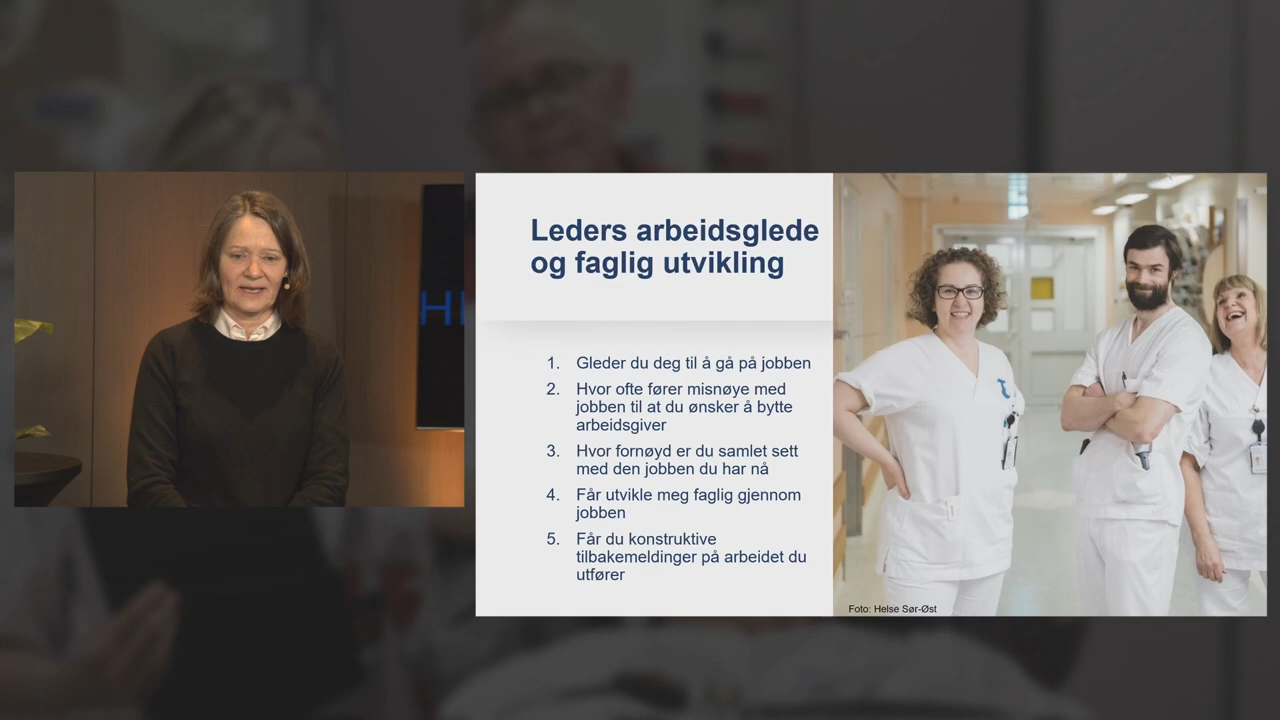 Leders arbeidsglede
og faglig utvikling
1. Gleder du deg til å gå på jobben
2. Hvor ofte fører misnøye med
jobben til at du ønsker å bytte
arbeidsgiver
3. Hvor fornøyd er du samlet sett
med den jobben du har nå
4. Får utvikle meg faglig gjennom
jobben
5. Får du konstruktive
tilbakemeldinger på arbeidet du
utfører
Foto: Helse Sør-Øst